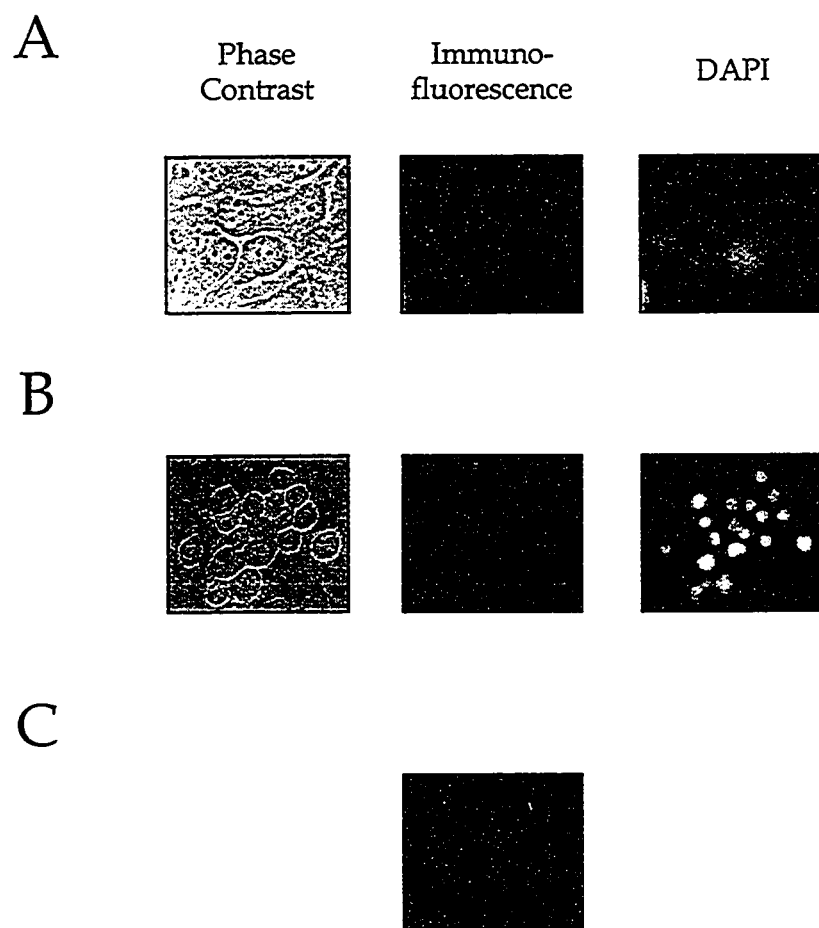 A
Phase
Contrast
Immuno-
fluorescence
DAPI
B
C